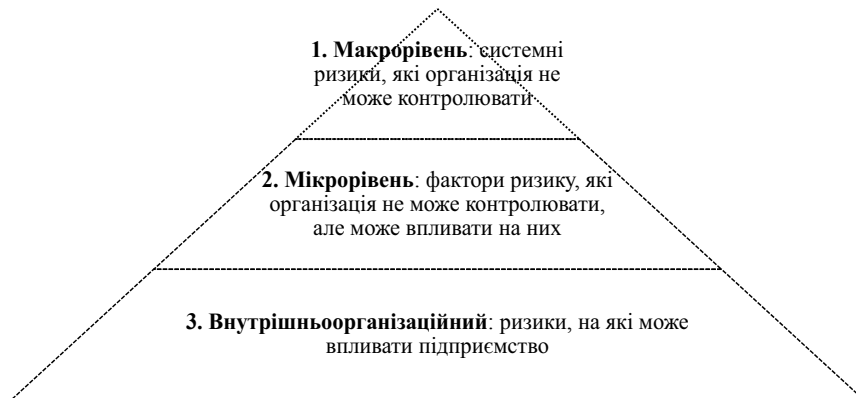 1. Макрорівень: системні
ризики, які організація не
може контролювати
2. Мікрорівень: фактори ризику, які
організація не може контролювати,
але може впливати на них
3. Внутрішньоорганізаційний: ризики, на які може
впливати підприємство